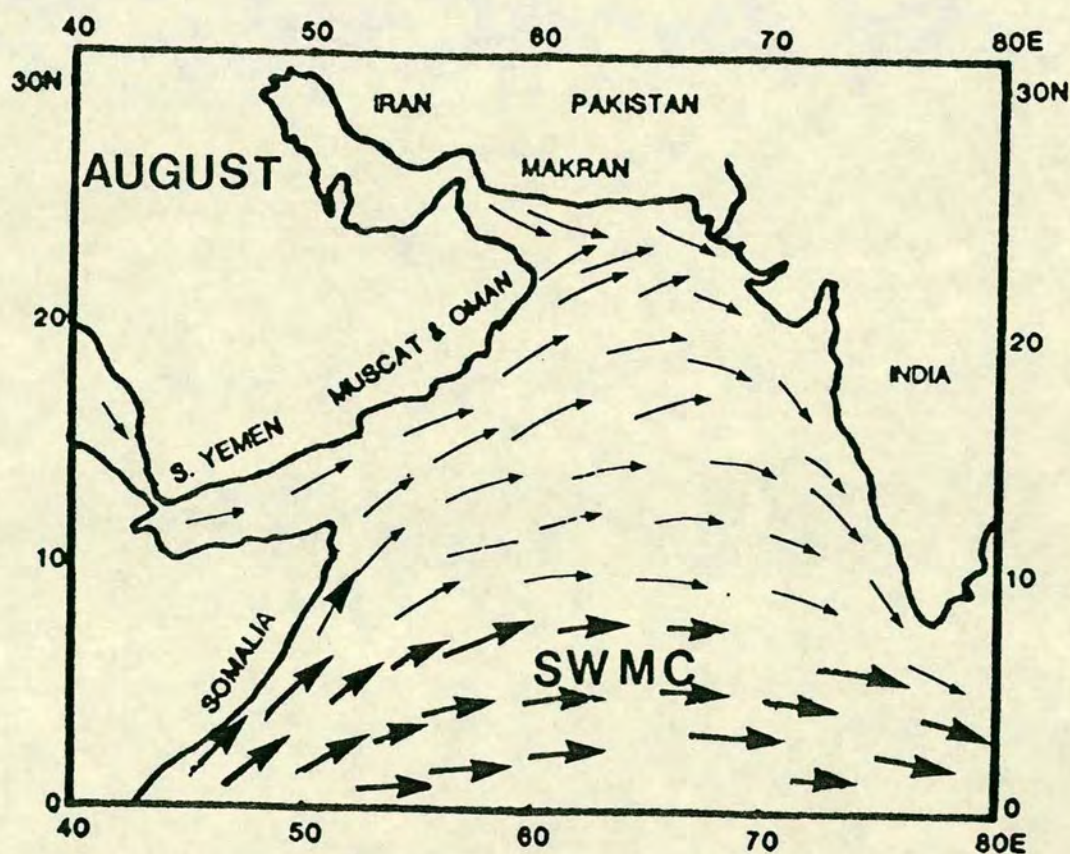 40 50 60 70 80E
30N 30N
IRAN PAKISTAN
AUGUST
MAKRAN
20 20
MUSCAT & OMAN
INDIA
S. YEMEN
10 10
SOMALIA
SWMC
0 0
40 50 60 70 80E